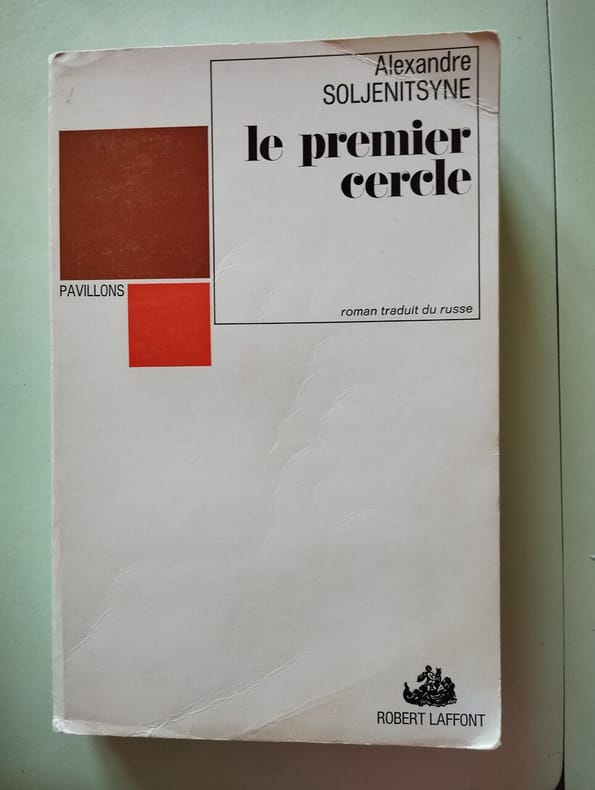 Alexandre
SOLJENITSYNE
le premier
cercle
PAVILLONS
roman traduit du russe
ROBERT LAFFONT